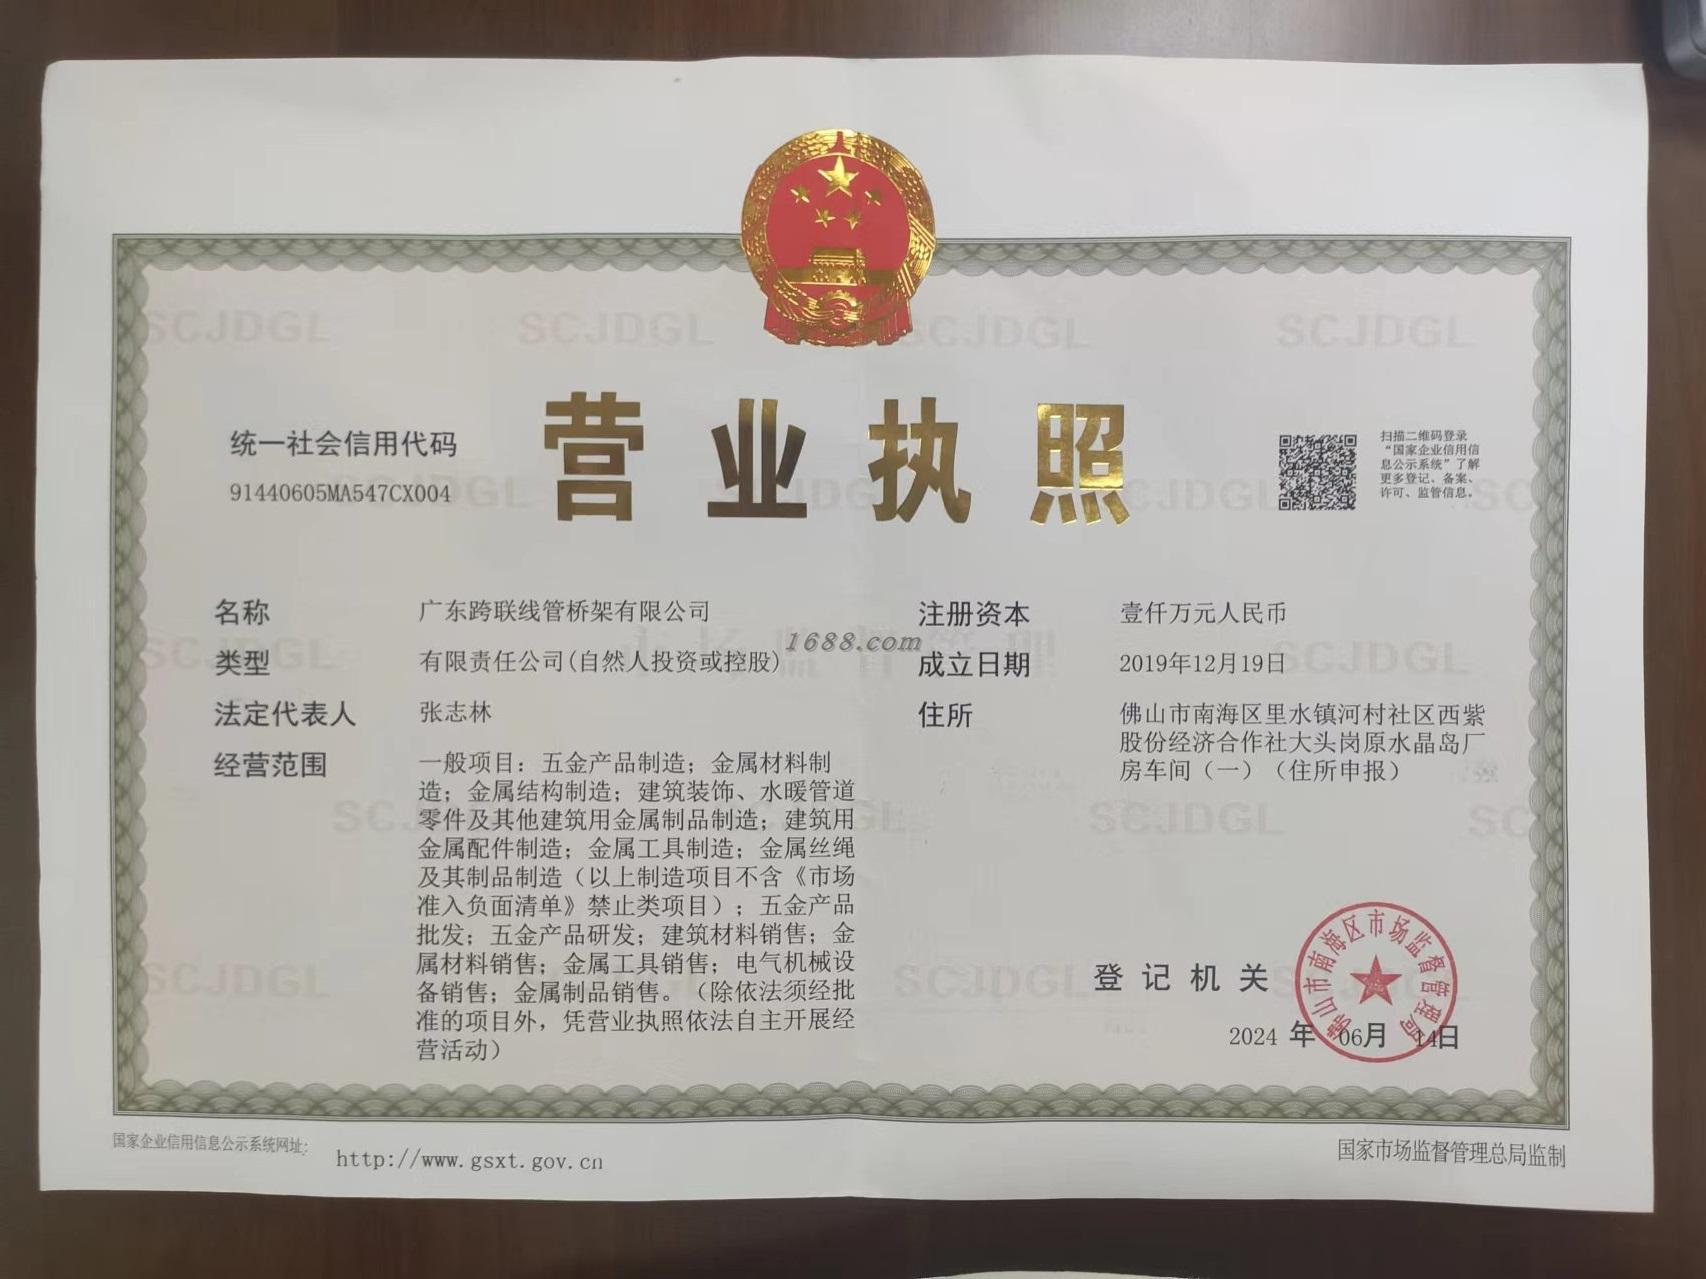 营业执照
统一社会信用代码
91440605MA547CX004
扫描二维码登录
“国家企业信用信
息公示系统”了解
更多登记、备案、
许可、监管信息。
名称 广东跨联线管桥架有限公司
类型 有限责任公司(自然人投资或控股)
法定代表人 张志林
经营范围 一般项目：五金产品制造；金属材料制
造；金属结构制造；建筑装饰、水暖管道
零件及其他建筑用金属制品制造；建筑用
金属配件制造；金属工具制造；金属丝绳
及其制品制造（以上制造项目不含《市场
准入负面清单》禁止类项目）；五金产品
批发；五金产品研发；建筑材料销售；金
属材料销售；金属工具销售；电气机械设
备销售；金属制品销售。（除依法须经批
准的项目外，凭营业执照依法自主开展经
营活动）
注册资本 壹仟万元人民币
成立日期 2019年12月19日
住所 佛山市南海区里水镇河村社区西紫
股份经济合作社大头岗原水晶岛厂
房车间（一）（住所申报）
1688.com
登记机关
佛山市南海区市场监督管理局
2024 年 06月 14日
国家企业信用信息公示系统网址：
http://www.gsxt.gov.cn
国家市场监督管理总局监制
SCJDGL